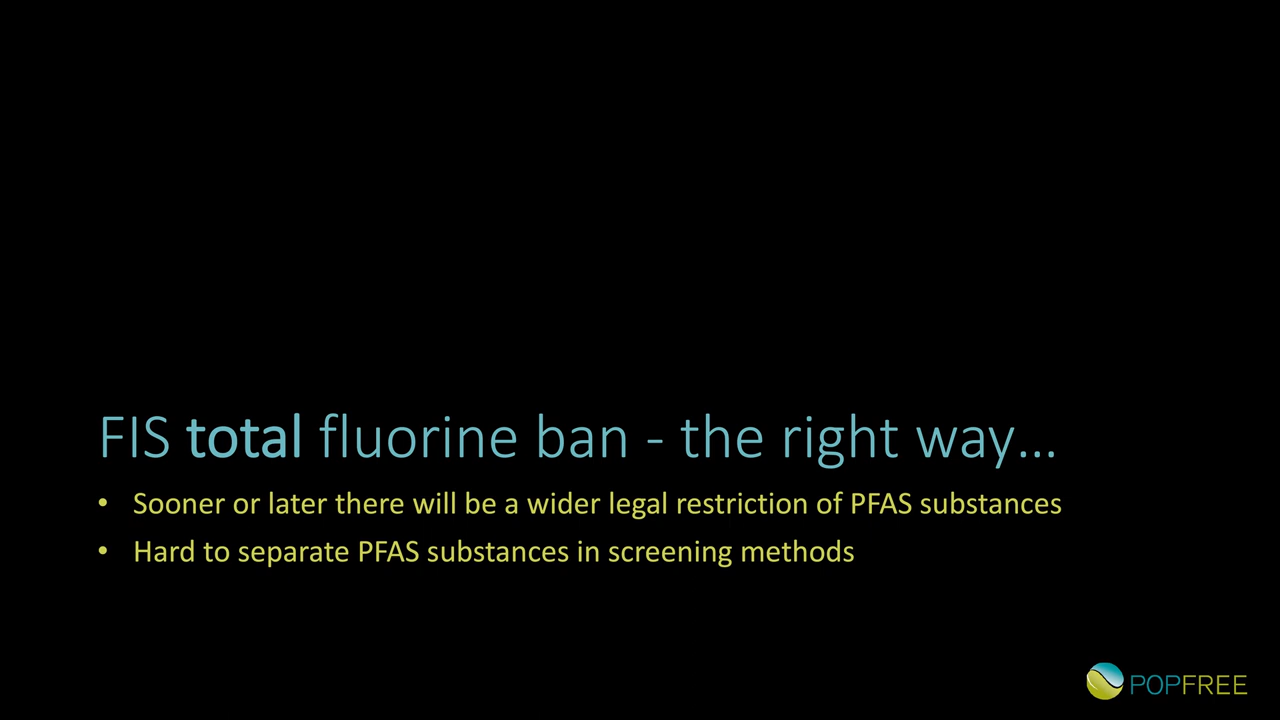 FIS total fluorine ban - the right way...
• Sooner or later there will be a wider legal restriction of PFAS substances
• Hard to separate PFAS substances in screening methods
POPFREE